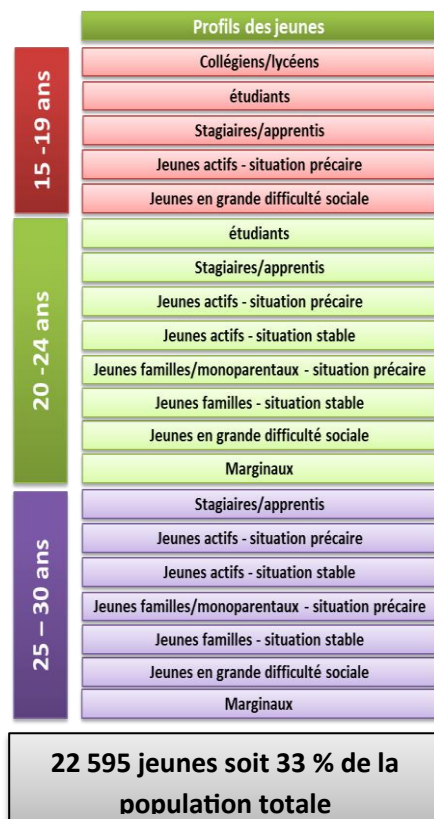 Profils des jeunes
15 -19 ans
Collégiens/lycéens
étudiants
Stagiaires/apprentis
Jeunes actifs - situation précaire
Jeunes en grande difficulté sociale
20 -24 ans
étudiants
Stagiaires/apprentis
Jeunes actifs - situation précaire
Jeunes actifs - situation stable
Jeunes familles/monoparentaux - situation précaire
Jeunes familles - situation stable
Jeunes en grande difficulté sociale
Marginaux
25 – 30 ans
Stagiaires/apprentis
Jeunes actifs - situation précaire
Jeunes actifs - situation stable
Jeunes familles/monoparentaux - situation précaire
Jeunes familles - situation stable
Jeunes en grande difficulté sociale
Marginaux
22 595 jeunes soit 33 % de la
population totale